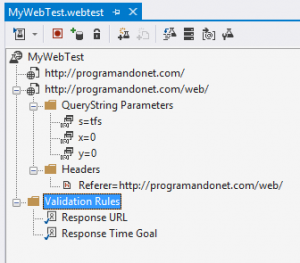 MyWebTest.webtest
MyWebTest
http://programandonet.com/
http://programandonet.com/web/
QueryString Parameters
s=tfs
x=0
y=0
Headers
Referer=http://programandonet.com/web/
Validation Rules
Response URL
Response Time Goal